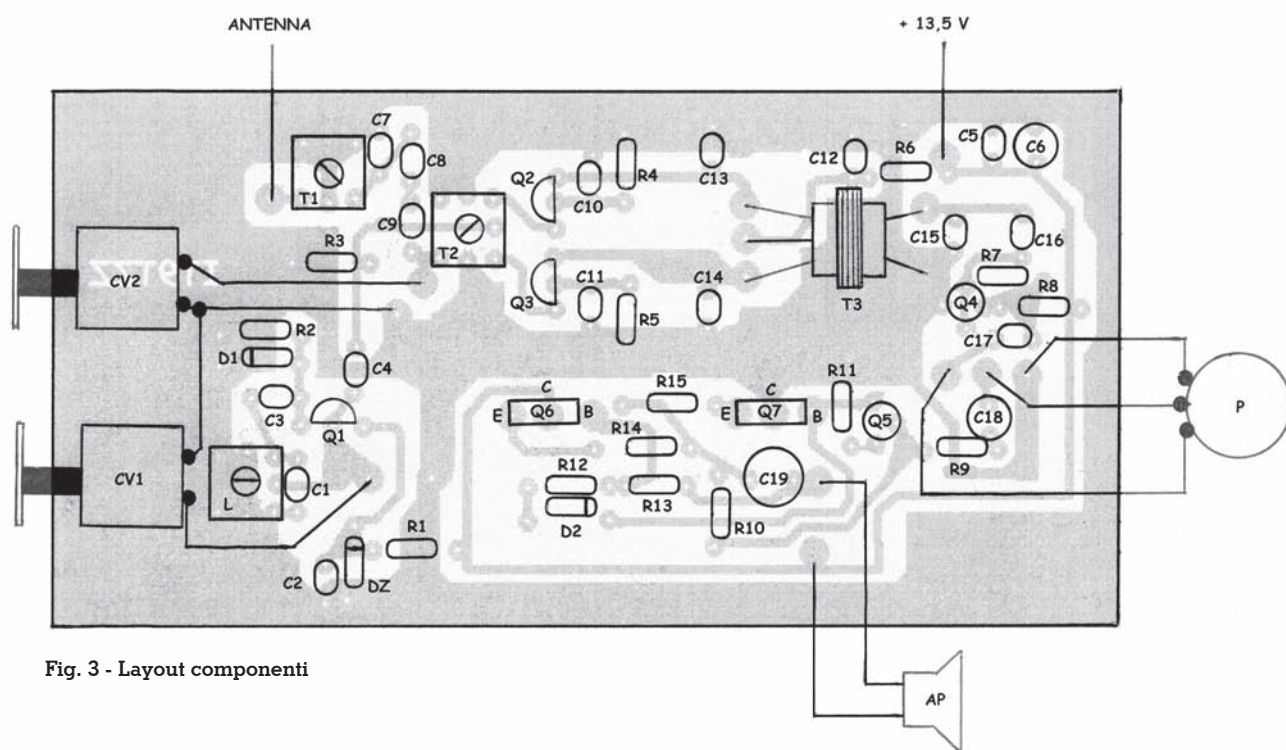 ANTENNA
+ 13,5 V
C7
C8
T1
C9
T2
Q2
C10
R4
C13
C12
R6
C5
C6
CV2
R3
Q3
C11
R5
C14
T3
C15
C16
R7
Q4
R8
C17
R2
D1
C4
C3
Q1
E
C
Q6
B
R15
E
C
Q7
B
R11
Q5
C18
R9
P
R14
CV1
L
C1
R12
R13
D2
C19
R10
R1
C2
DZ
AP
Fig. 3 - Layout componenti